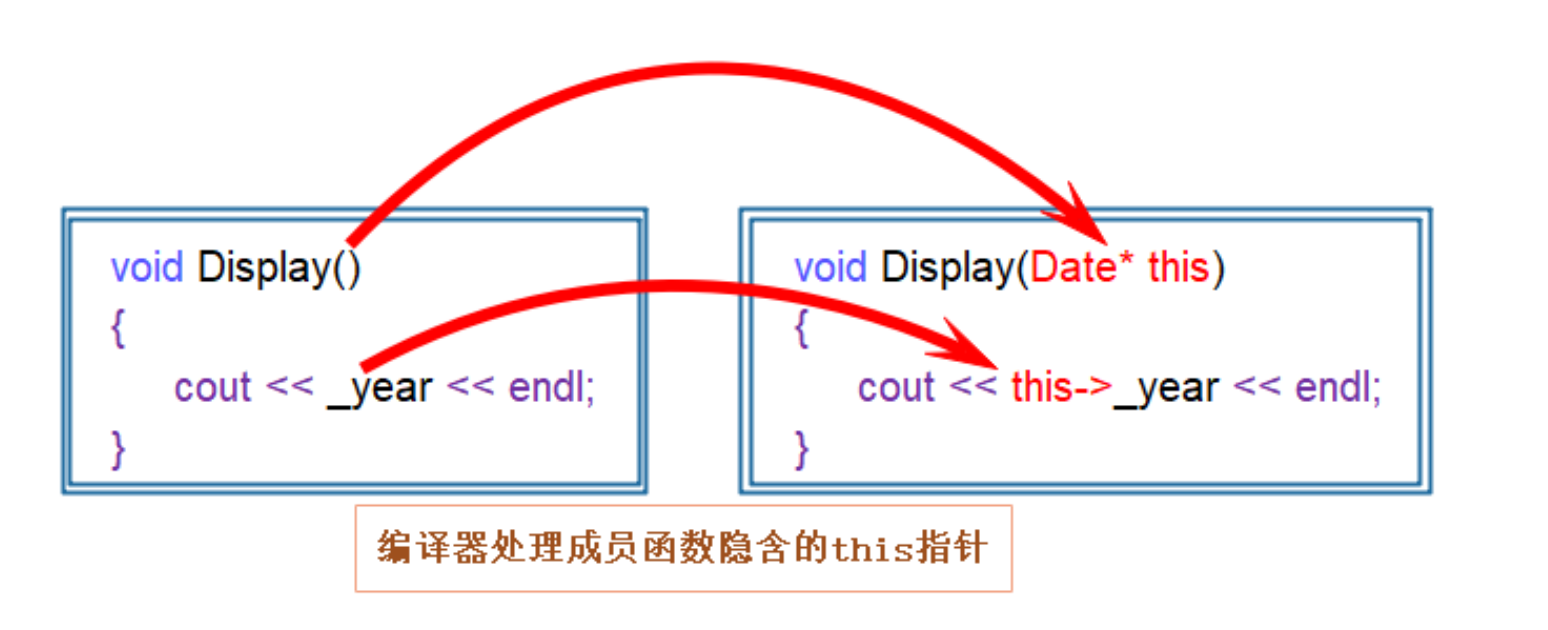 void Display()
{
cout << _year << endl;
}
void Display(Date* this)
{
cout << this->_year << endl;
}
编译器处理成员函数隐含的this指针